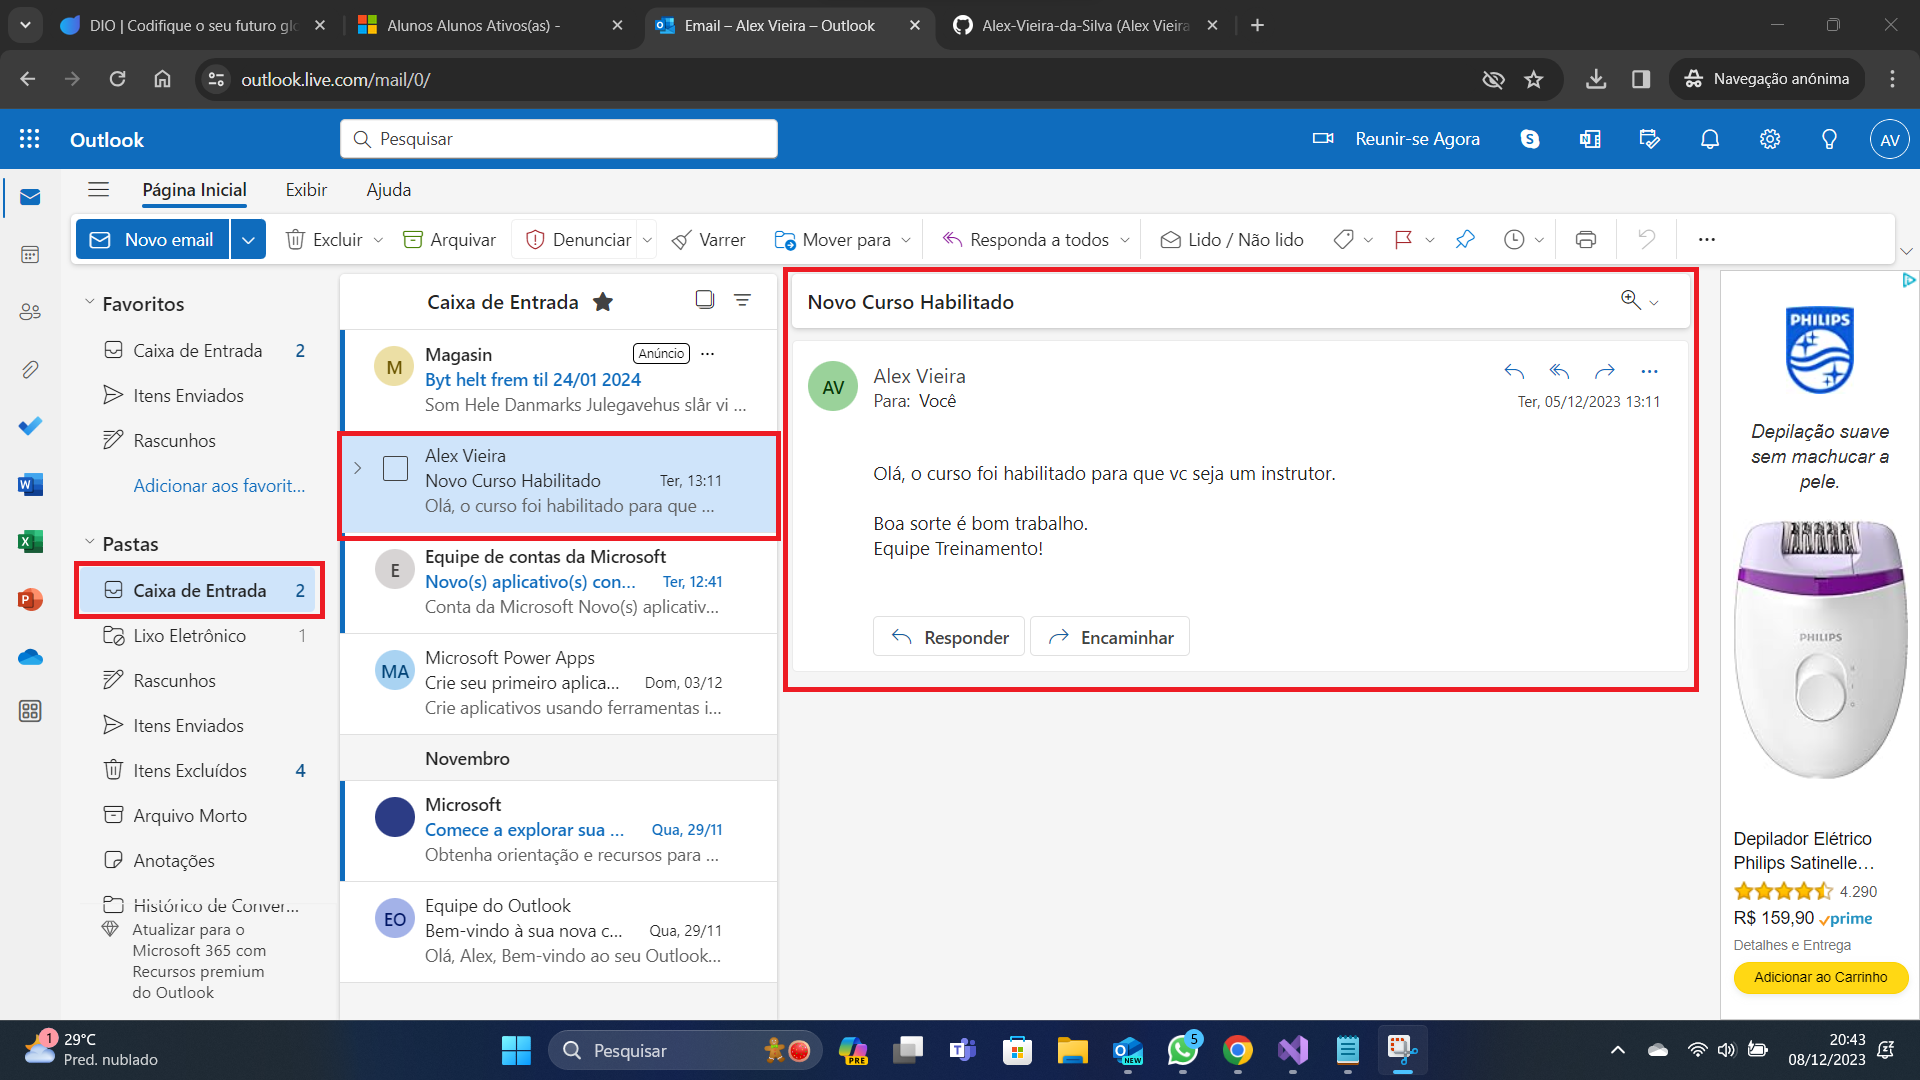 DIO | Codifique o seu futuro glo
Alunos Alunos Ativos(as) -
Email – Alex Vieira – Outlook
Alex-Vieira-da-Silva (Alex Vieira
outlook.live.com/mail/0/
Navegação anónima
Outlook
Pesquisar
Reunir-se Agora
AV
Página Inicial
Exibir
Ajuda
Novo email
Excluir
Arquivar
Denunciar
Varrer
Mover para
Responda a todos
Lido / Não lido
Favoritos
Caixa de Entrada 2
Itens Enviados
Rascunhos
Adicionar aos favorit...
Pastas
Caixa de Entrada 2
Lixo Eletrônico 1
Rascunhos
Itens Enviados
Itens Excluídos 4
Arquivo Morto
Anotações
Histórico de Conver...
Atualizar para o
Microsoft 365 com
Recursos premium
do Outlook
Caixa de Entrada
M
Magasin
Anúncio
Byt helt frem til 24/01 2024
Som Hele Danmarks Julegavehus slår vi ...
Alex Vieira
Novo Curso Habilitado Ter, 13:11
Olá, o curso foi habilitado para que ...
E
Equipe de contas da Microsoft
Novo(s) aplicativo(s) con... Ter, 12:41
Conta da Microsoft Novo(s) aplicativ...
MA
Microsoft Power Apps
Crie seu primeiro aplica... Dom, 03/12
Crie aplicativos usando ferramentas i...
Novembro
Microsoft
Comece a explorar sua ... Qua, 29/11
Obtenha orientação e recursos para ...
EO
Equipe do Outlook
Bem-vindo à sua nova c... Qua, 29/11
Olá, Alex, Bem-vindo ao seu Outlook...
Novo Curso Habilitado
AV
Alex Vieira
Para: Você
Ter, 05/12/2023 13:11
Olá, o curso foi habilitado para que vc seja um instrutor.
Boa sorte é bom trabalho.
Equipe Treinamento!
Responder
Encaminhar
PHILIPS
Depilação suave
sem machucar a
pele.
PHILIPS
Depilador Elétrico
Philips Satinelle...
4.290
R$ 159,90 prime
Detalhes e Entrega
Adicionar ao Carrinho
1
29°C
Pred. nublado
Pesquisar
PRE
NEW
5
20:43
08/12/2023